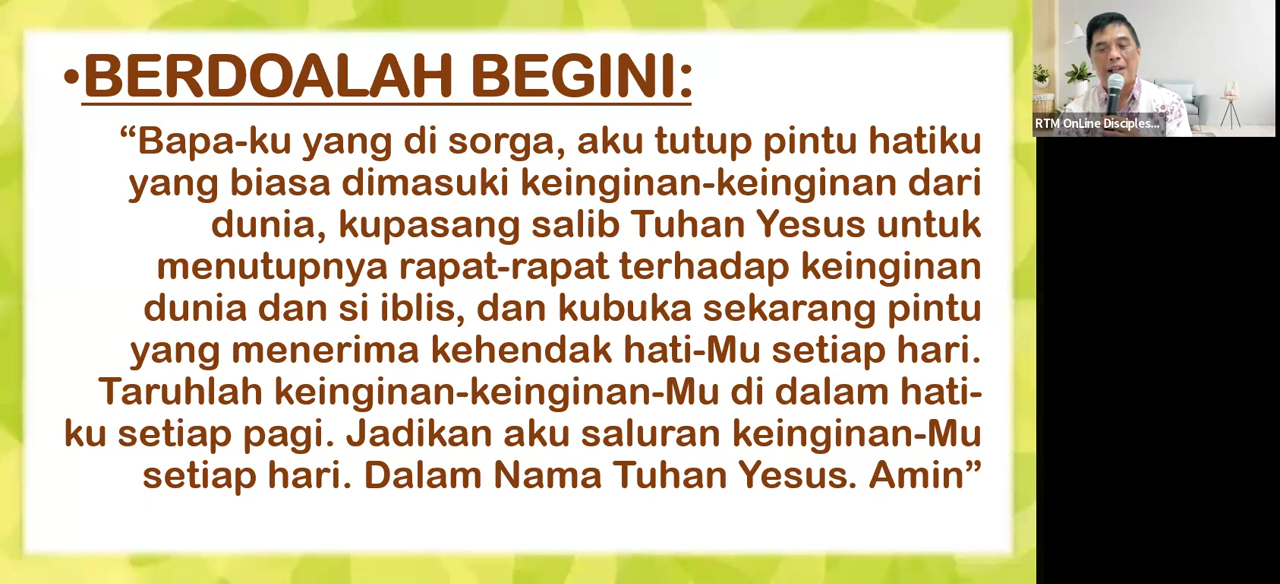 •BERDOALAH BEGINI:
“Bapa-ku yang di sorga, aku tutup pintu hatiku
yang biasa dimasuki keinginan-keinginan dari
dunia, kupasang salib Tuhan Yesus untuk
menutupnya rapat-rapat terhadap keinginan
dunia dan si iblis, dan kubuka sekarang pintu
yang menerima kehendak hati-Mu setiap hari.
Taruhlah keinginan-keinginan-Mu di dalam hati-
ku setiap pagi. Jadikan aku saluran keinginan-Mu
setiap hari. Dalam Nama Tuhan Yesus. Amin”
RTM OnLine Disciples...